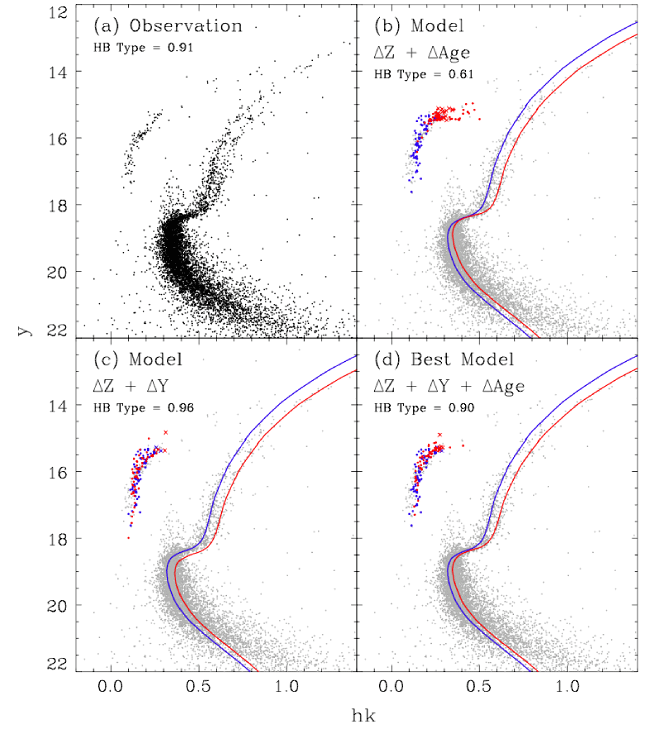 (a) Observation
HB Type = 0.91
(b) Model
ΔZ + ΔAge
HB Type = 0.61
12
14
16
18
20
22
(c) Model
ΔZ + ΔY
HB Type = 0.96
(d) Best Model
ΔZ + ΔY + ΔAge
HB Type = 0.90
14
16
18
20
22
y
0.0 0.5 1.0 0.0 0.5 1.0
hk